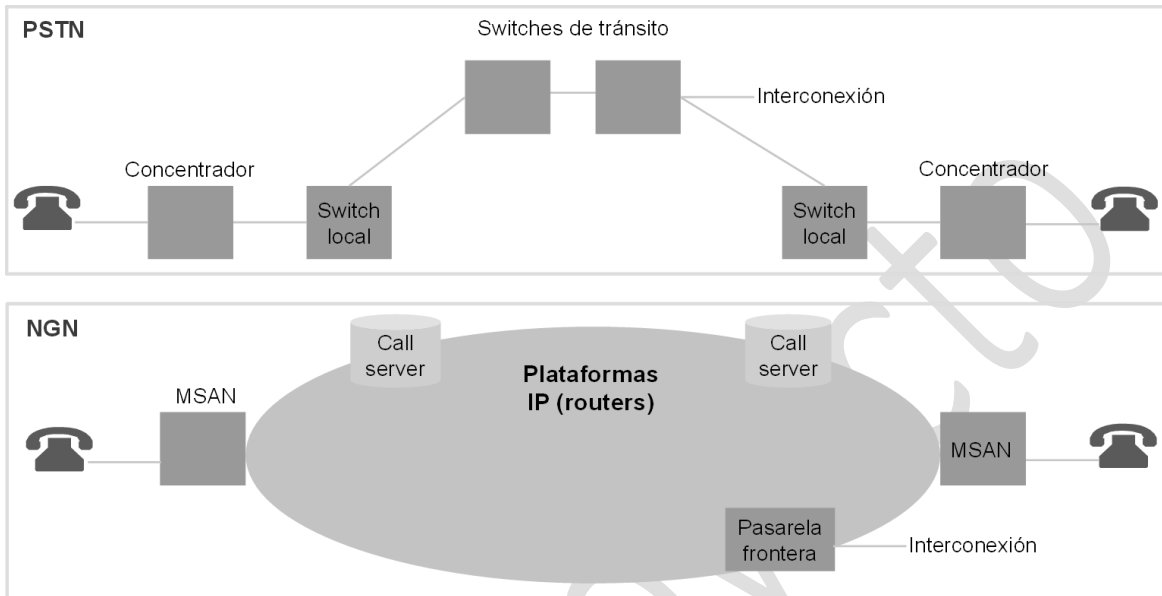 PSTN
Switches de tránsito
Interconexión
Concentrador
Concentrador
Switch
local
Switch
local
NGN
Call
server
Call
server
Plataformas
IP (routers)
MSAN
MSAN
Pasarela
frontera
Interconexión